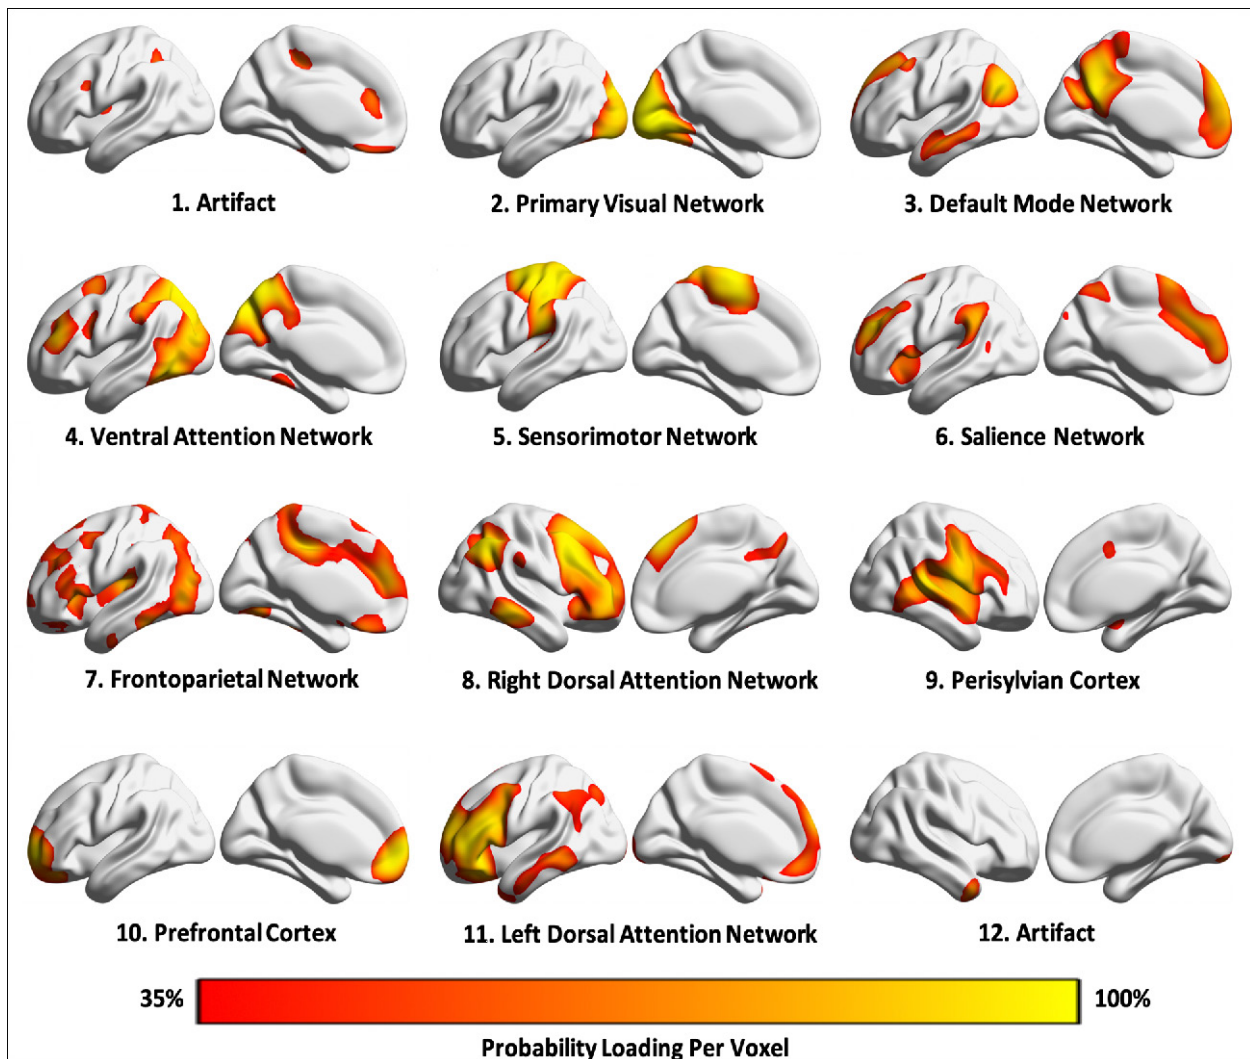 1. Artifact
2. Primary Visual Network
3. Default Mode Network
4. Ventral Attention Network
5. Sensorimotor Network
6. Salience Network
7. Frontoparietal Network
8. Right Dorsal Attention Network
9. Perisylvian Cortex
10. Prefrontal Cortex
11. Left Dorsal Attention Network
12. Artifact
35%
100%
Probability Loading Per Voxel